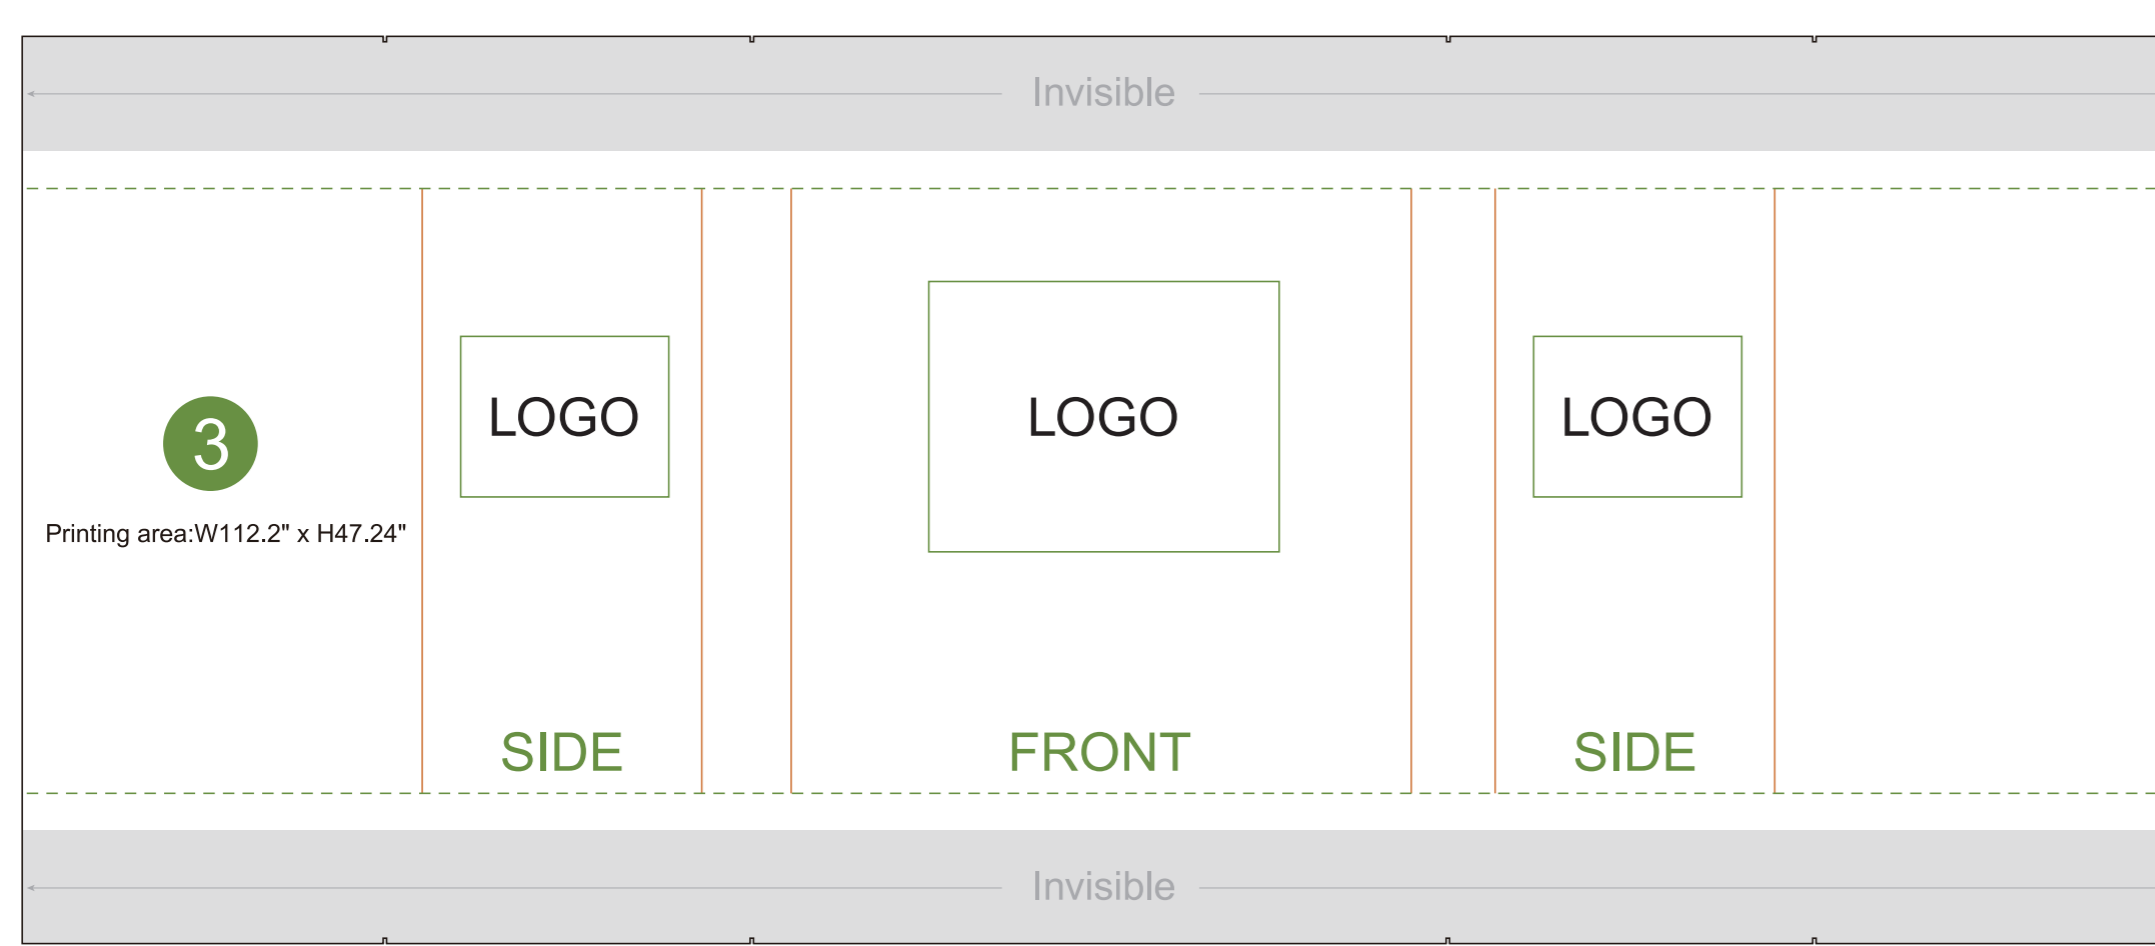 Invisible
LOGO
LOGO
LOGO
3
Printing area:W112.2" x H47.24"
SIDE
FRONT
SIDE
Invisible